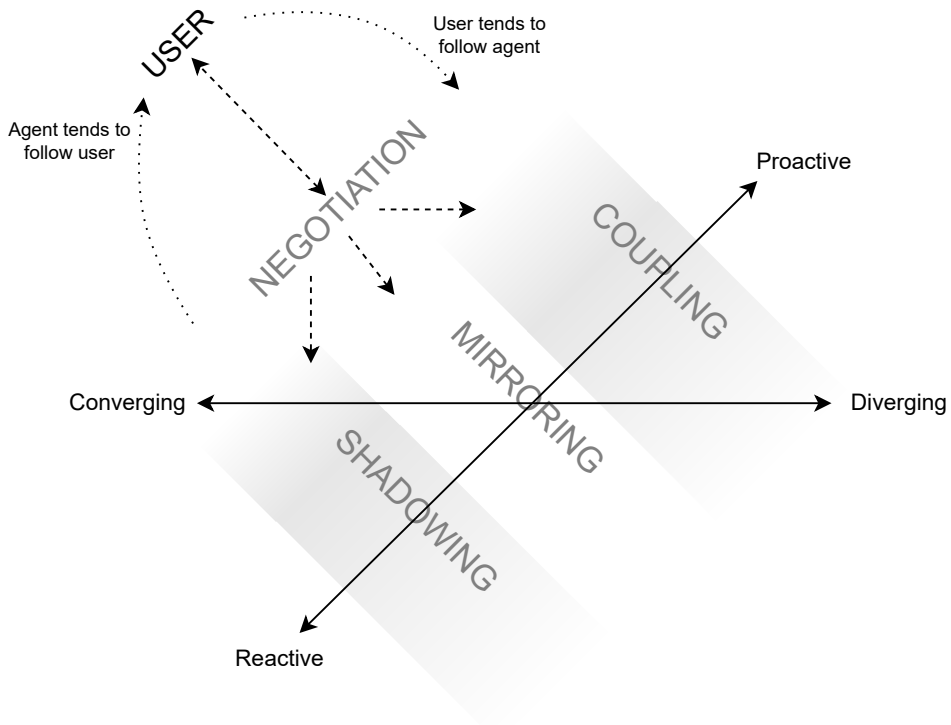 USER
User tends to
follow agent
Agent tends to
follow user
NEGOTIATION
Proactive
COUPLING
MIRRORING
Converging
Diverging
SHADOWING
Reactive